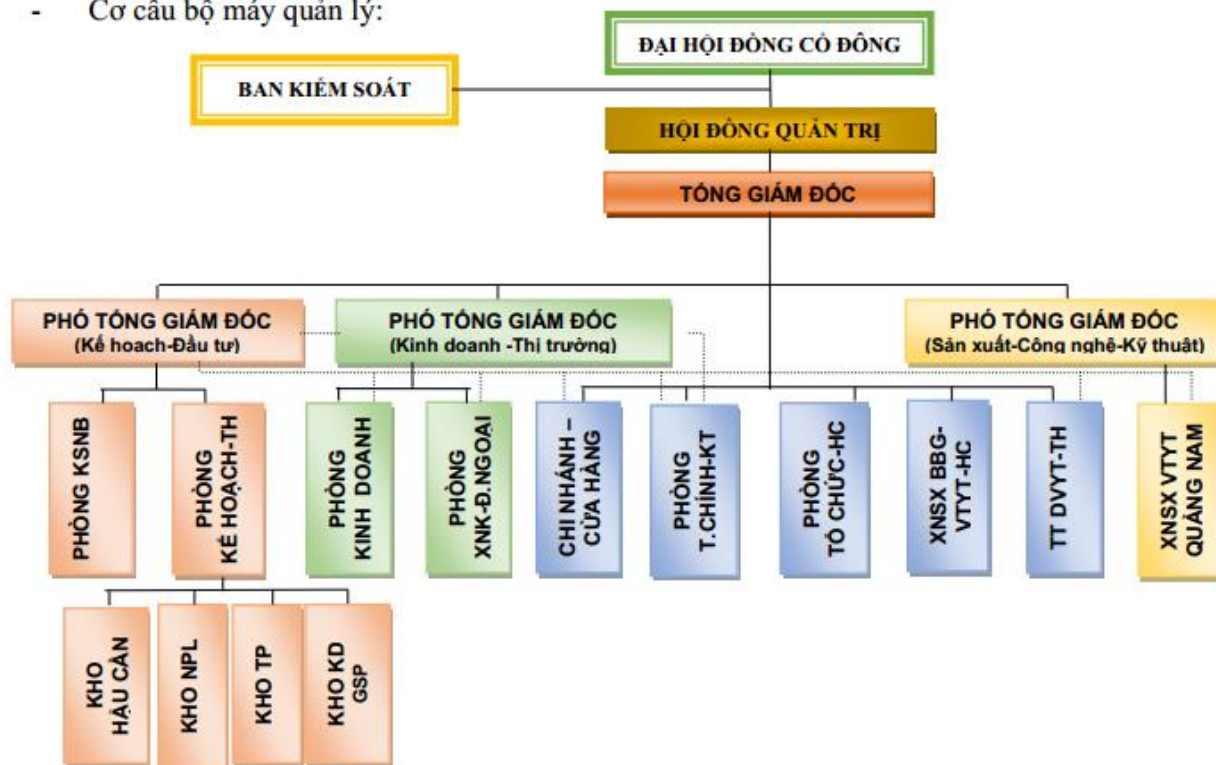 - Cơ cấu bộ máy quản lý:
ĐẠI HỘI ĐỒNG CỔ ĐÔNG
BAN KIỂM SOÁT
HỘI ĐỒNG QUẢN TRỊ
TỔNG GIÁM ĐỐC
PHÓ TỔNG GIÁM ĐỐC
(Kế hoach-Đầu tư)
PHÓ TỔNG GIÁM ĐỐC
(Kinh doanh -Thị trường)
PHÓ TỔNG GIÁM ĐỐC
(Sản xuất-Công nghệ-Kỹ thuật)
PHÒNG KSNB
PHÒNG
KẾ HOẠCH-TH
PHÒNG
KINH DOANH
PHÒNG
XNK-Đ.NGOẠI
CHI NHÁNH –
CỬA HÀNG
PHÒNG
T.CHÍNH-KT
PHÒNG
TỔ CHỨC-HC
XNSX BBG-
VTYT-HC
TT DVYT-TH
XNSX VTYT
QUẢNG NAM
KHO
HẬU CẦN
KHO NPL
KHO TP
KHO KD
GSP